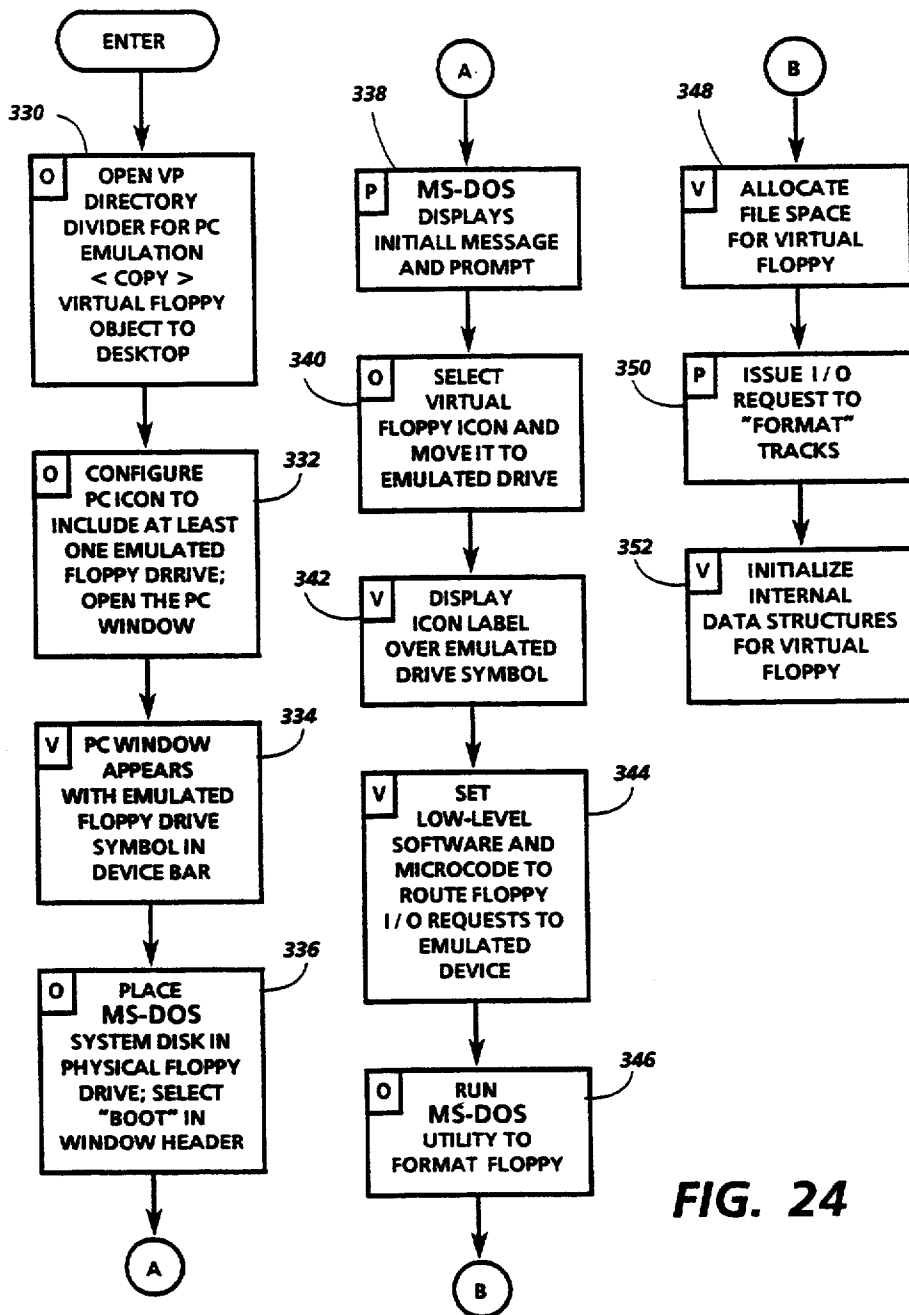 ENTER
330
O
OPEN VP
DIRECTORY
DIVIDER FOR PC
EMULATION
< COPY >
VIRTUAL FLOPPY
OBJECT TO
DESKTOP
332
O
CONFIGURE
PC ICON TO
INCLUDE AT LEAST
ONE EMULATED
FLOPPY DRRIVE;
OPEN THE PC
WINDOW
334
V
PC WINDOW
APPEARS
WITH EMULATED
FLOPPY DRIVE
SYMBOL IN
DEVICE BAR
336
O
PLACE
MS-DOS
SYSTEM DISK IN
PHYSICAL FLOPPY
DRIVE; SELECT
"BOOT" IN
WINDOW HEADER
A
A
338
P
MS-DOS
DISPLAYS
INITIALL MESSAGE
AND PROMPT
340
O
SELECT
VIRTUAL
FLOPPY ICON AND
MOVE IT TO
EMULATED DRIVE
342
V
DISPLAY
ICON LABEL
OVER EMULATED
DRIVE SYMBOL
344
V
SET
LOW-LEVEL
SOFTWARE AND
MICROCODE TO
ROUTE FLOPPY
I / O REQUESTS TO
EMULATED
DEVICE
346
O
RUN
MS-DOS
UTILITY TO
FORMAT FLOPPY
B
B
348
V
ALLOCATE
FILE SPACE
FOR VIRTUAL
FLOPPY
350
P
ISSUE I / O
REQUEST TO
"FORMAT"
TRACKS
352
V
INITIALIZE
INTERNAL
DATA STRUCTURES
FOR VIRTUAL
FLOPPY
FIG. 24